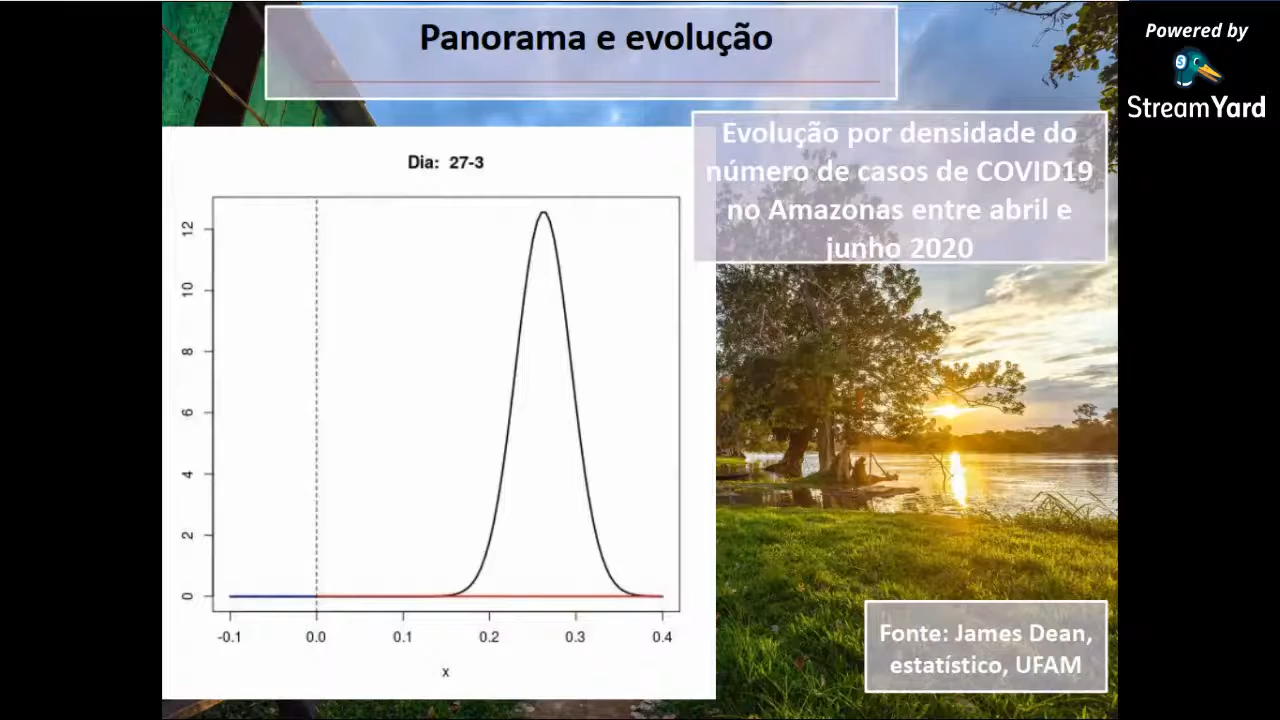 Panorama e evolução
Powered by
StreamYard
Evolução por densidade do
número de casos de COVID19
no Amazonas entre abril e
junho 2020
Dia: 27-3
12
10
8
6
4
2
0
-0.1 0.0 0.1 0.2 0.3 0.4
x
Fonte: James Dean,
estatístico, UFAM